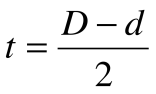 t = (D − d) / 2